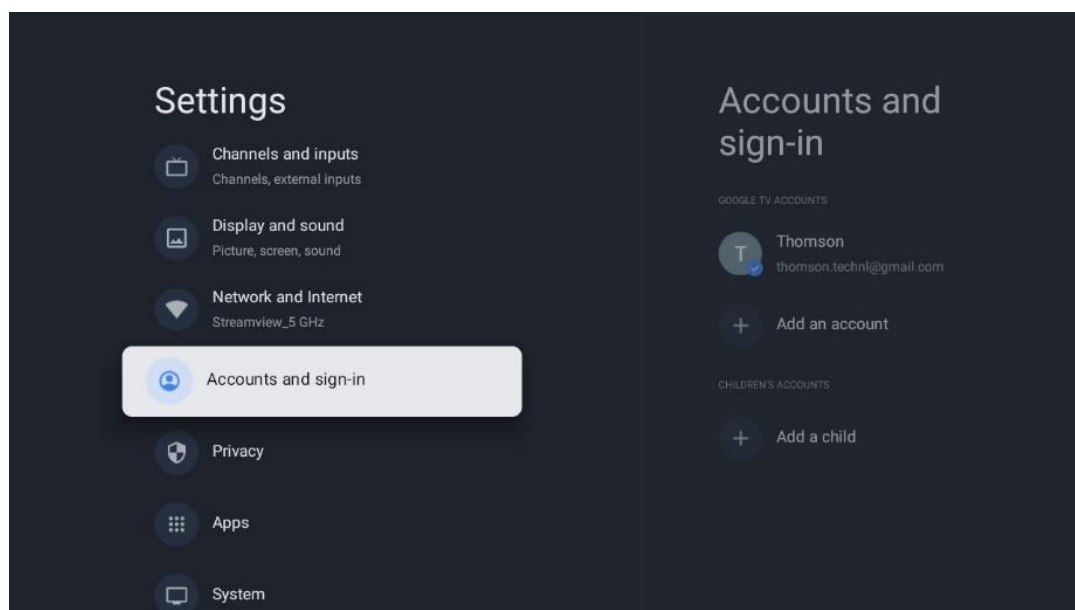 Settings
Channels and inputs
Channels, external inputs
Display and sound
Picture, screen, sound
Network and Internet
Streamview_5 GHz
Accounts and sign-in
Privacy
Apps
System
Accounts and
sign-in
GOOGLE TV ACCOUNTS
T
Thomson
thomson.technl@gmail.com
Add an account
CHILDREN'S ACCOUNTS
Add a child